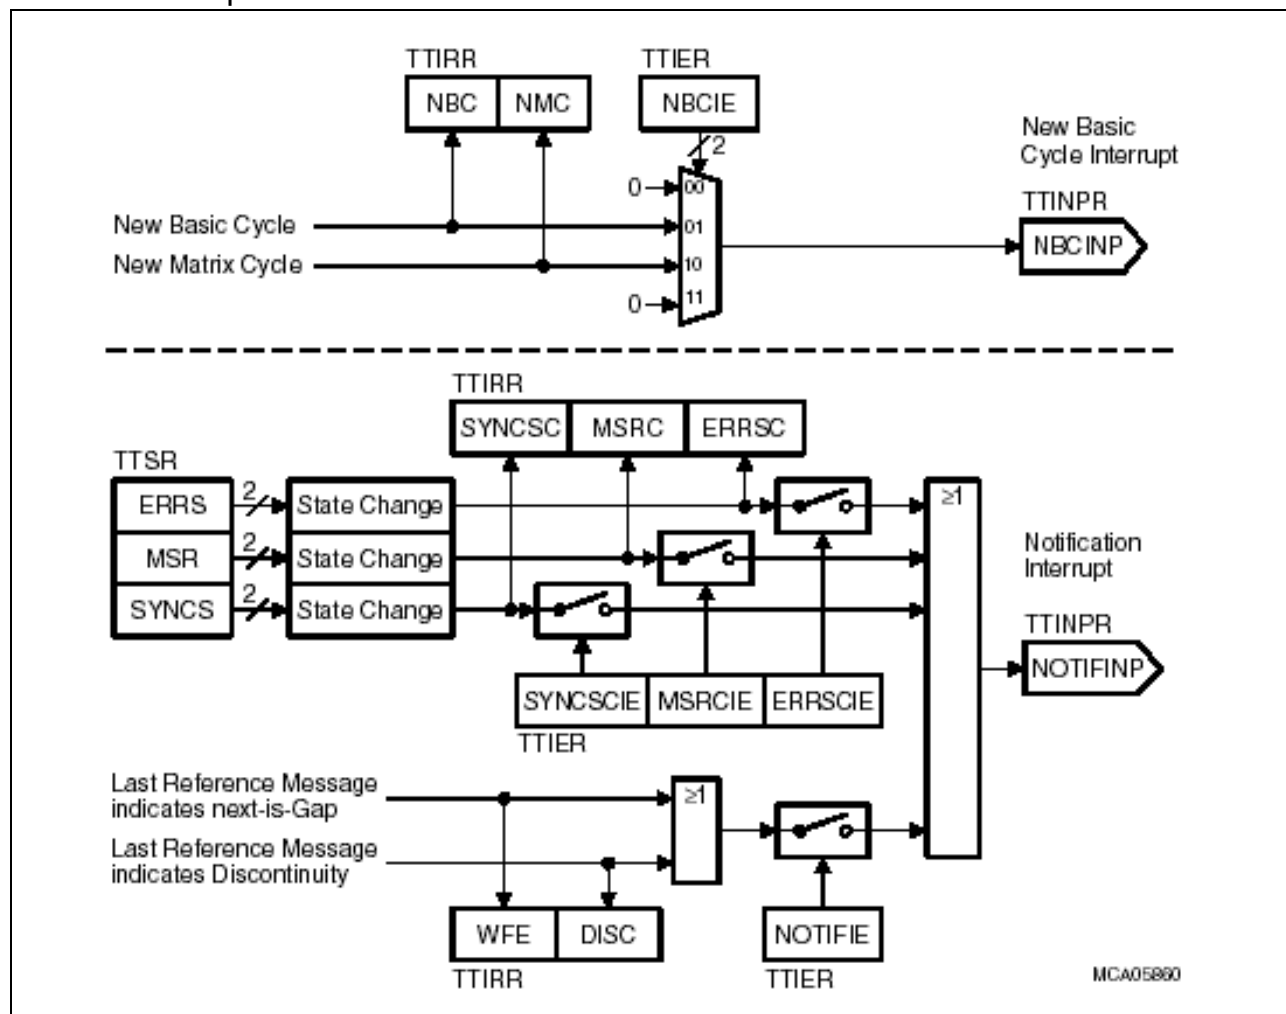 TTIRR
TTIER
NBC
NMC
NBCIE
2
New Basic
Cycle Interrupt
0
00
TTINPR
New Basic Cycle
01
NBCINP
New Matrix Cycle
10
0
11
TTIRR
SYNCSC
MSRC
ERRSC
TTSR
ERRS
2
State Change
≥1
MSR
2
State Change
Notification
Interrupt
SYNCS
2
State Change
TTINPR
NOTIFINP
SYNCSCIE
MSRCIE
ERRSCIE
TTIER
Last Reference Message
indicates next-is-Gap
≥1
Last Reference Message
indicates Discontinuity
WFE
DISC
NOTIFIE
TTIRR
TTIER
MCA05860